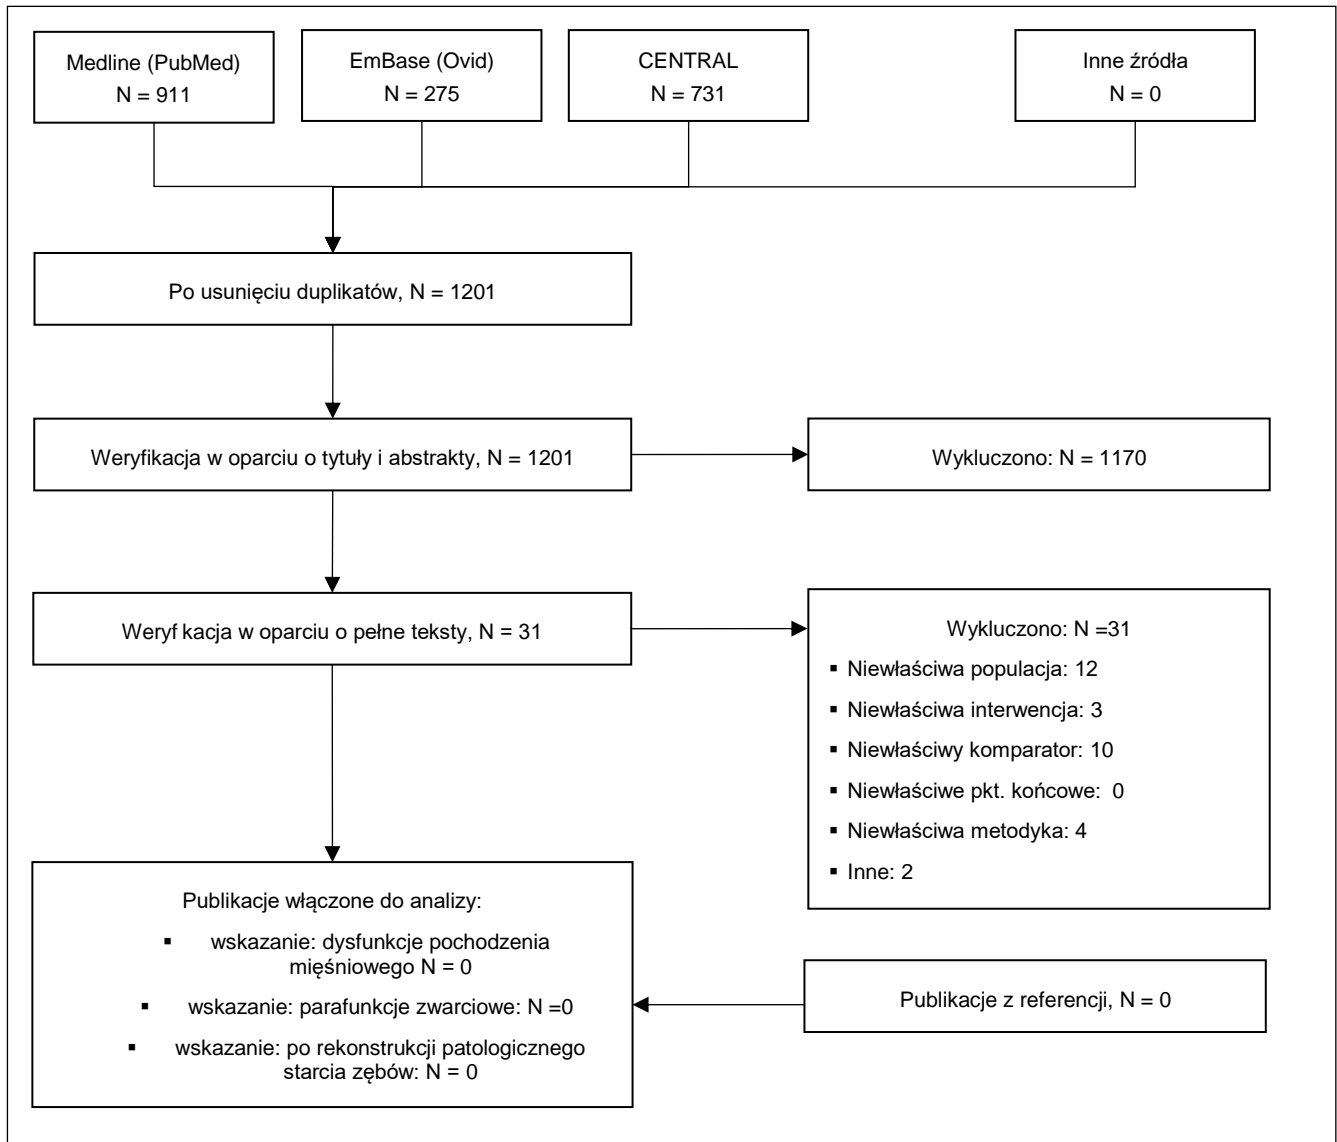 Medline (PubMed)
N = 911
EmBase (Ovid)
N = 275
CENTRAL
N = 731
Inne źródła
N = 0
Po usunięciu duplikatów, N = 1201
Weryfikacja w oparciu o tytuły i abstrakty, N = 1201
Wykluczono: N = 1170
Weryf kacja w oparciu o pełne teksty, N = 31
Wykluczono: N =31
▪ Niewłaściwa populacja: 12
▪ Niewłaściwa interwencja: 3
▪ Niewłaściwy komparator: 10
▪ Niewłaściwe pkt. końcowe: 0
▪ Niewłaściwa metodyka: 4
▪ Inne: 2
Publikacje włączone do analizy:
▪ wskazanie: dysfunkcje pochodzenia
mięśniowego N = 0
▪ wskazanie: parafunkcje zwarciowe: N =0
▪ wskazanie: po rekonstrukcji patologicznego
starcia zębów: N = 0
Publikacje z referencji, N = 0